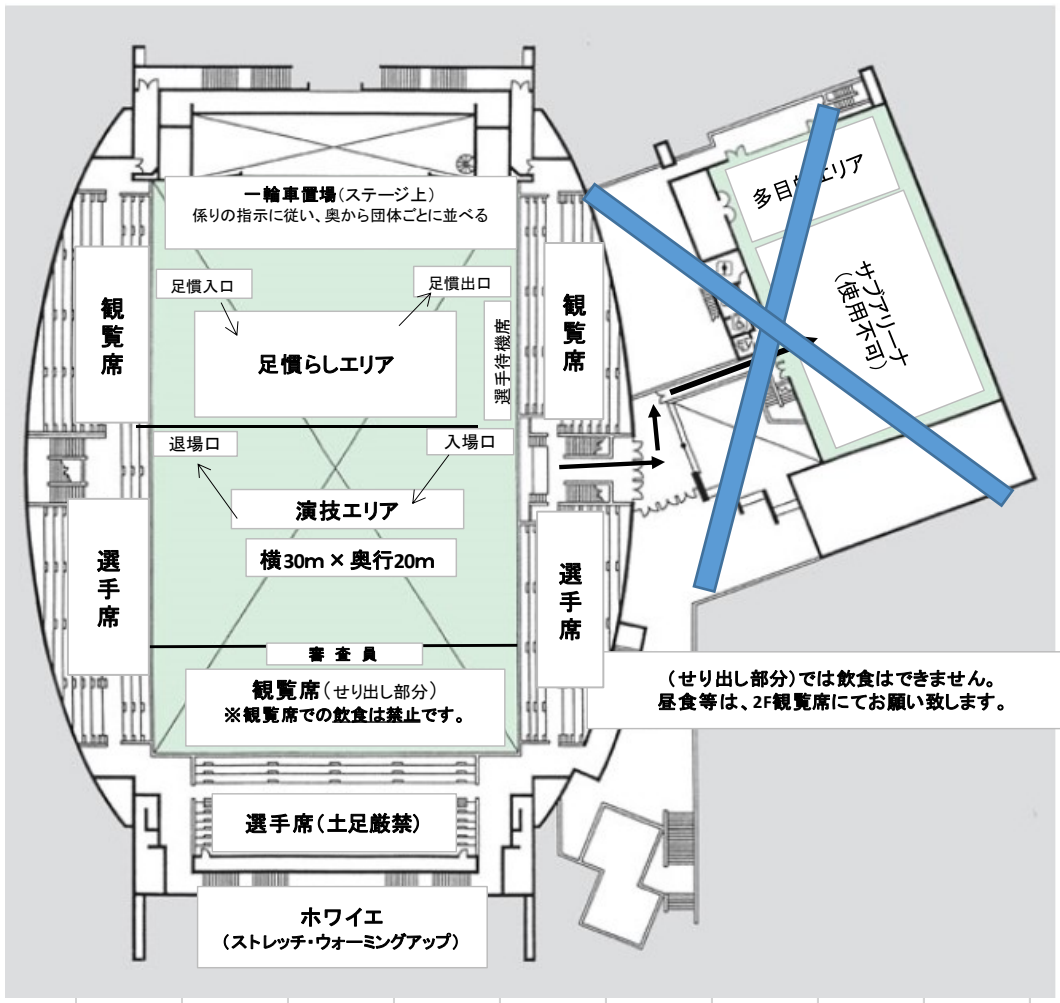 一輪車置場(ステージ上)
係りの指示に従い、奥から団体ごとに並べる
足慣入口
足慣出口
観覧席
足慣らしエリア
選手待機席
観覧席
退場口
入場口
演技エリア
横30m×奥行20m
選手席
選手席
審査員
観覧席(せり出し部分)
※観覧席での飲食は禁止です。
(せり出し部分)では飲食はできません。
昼食等は、2F観覧席にてお願い致します。
選手席(土足厳禁)
ホワイエ
(ストレッチ・ウォーミングアップ)
多目的エリア
サブアリーナ
(使用不可)